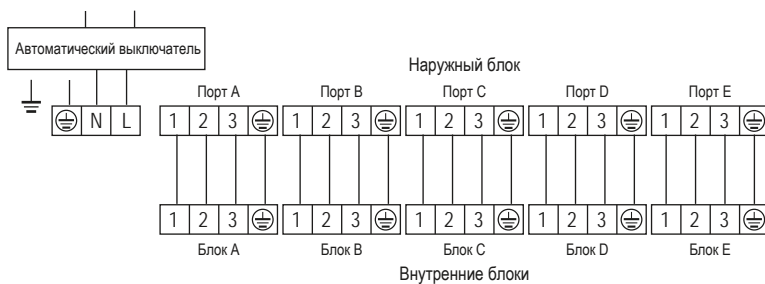 Автоматический выключатель
Наружный блок
Порт A Порт B Порт C Порт D Порт E
N L 1 2 3 1 2 3 1 2 3 1 2 3 1 2 3
1 2 3 1 2 3 1 2 3 1 2 3 1 2 3
Блок A Блок B Блок C Блок D Блок E
Внутренние блоки